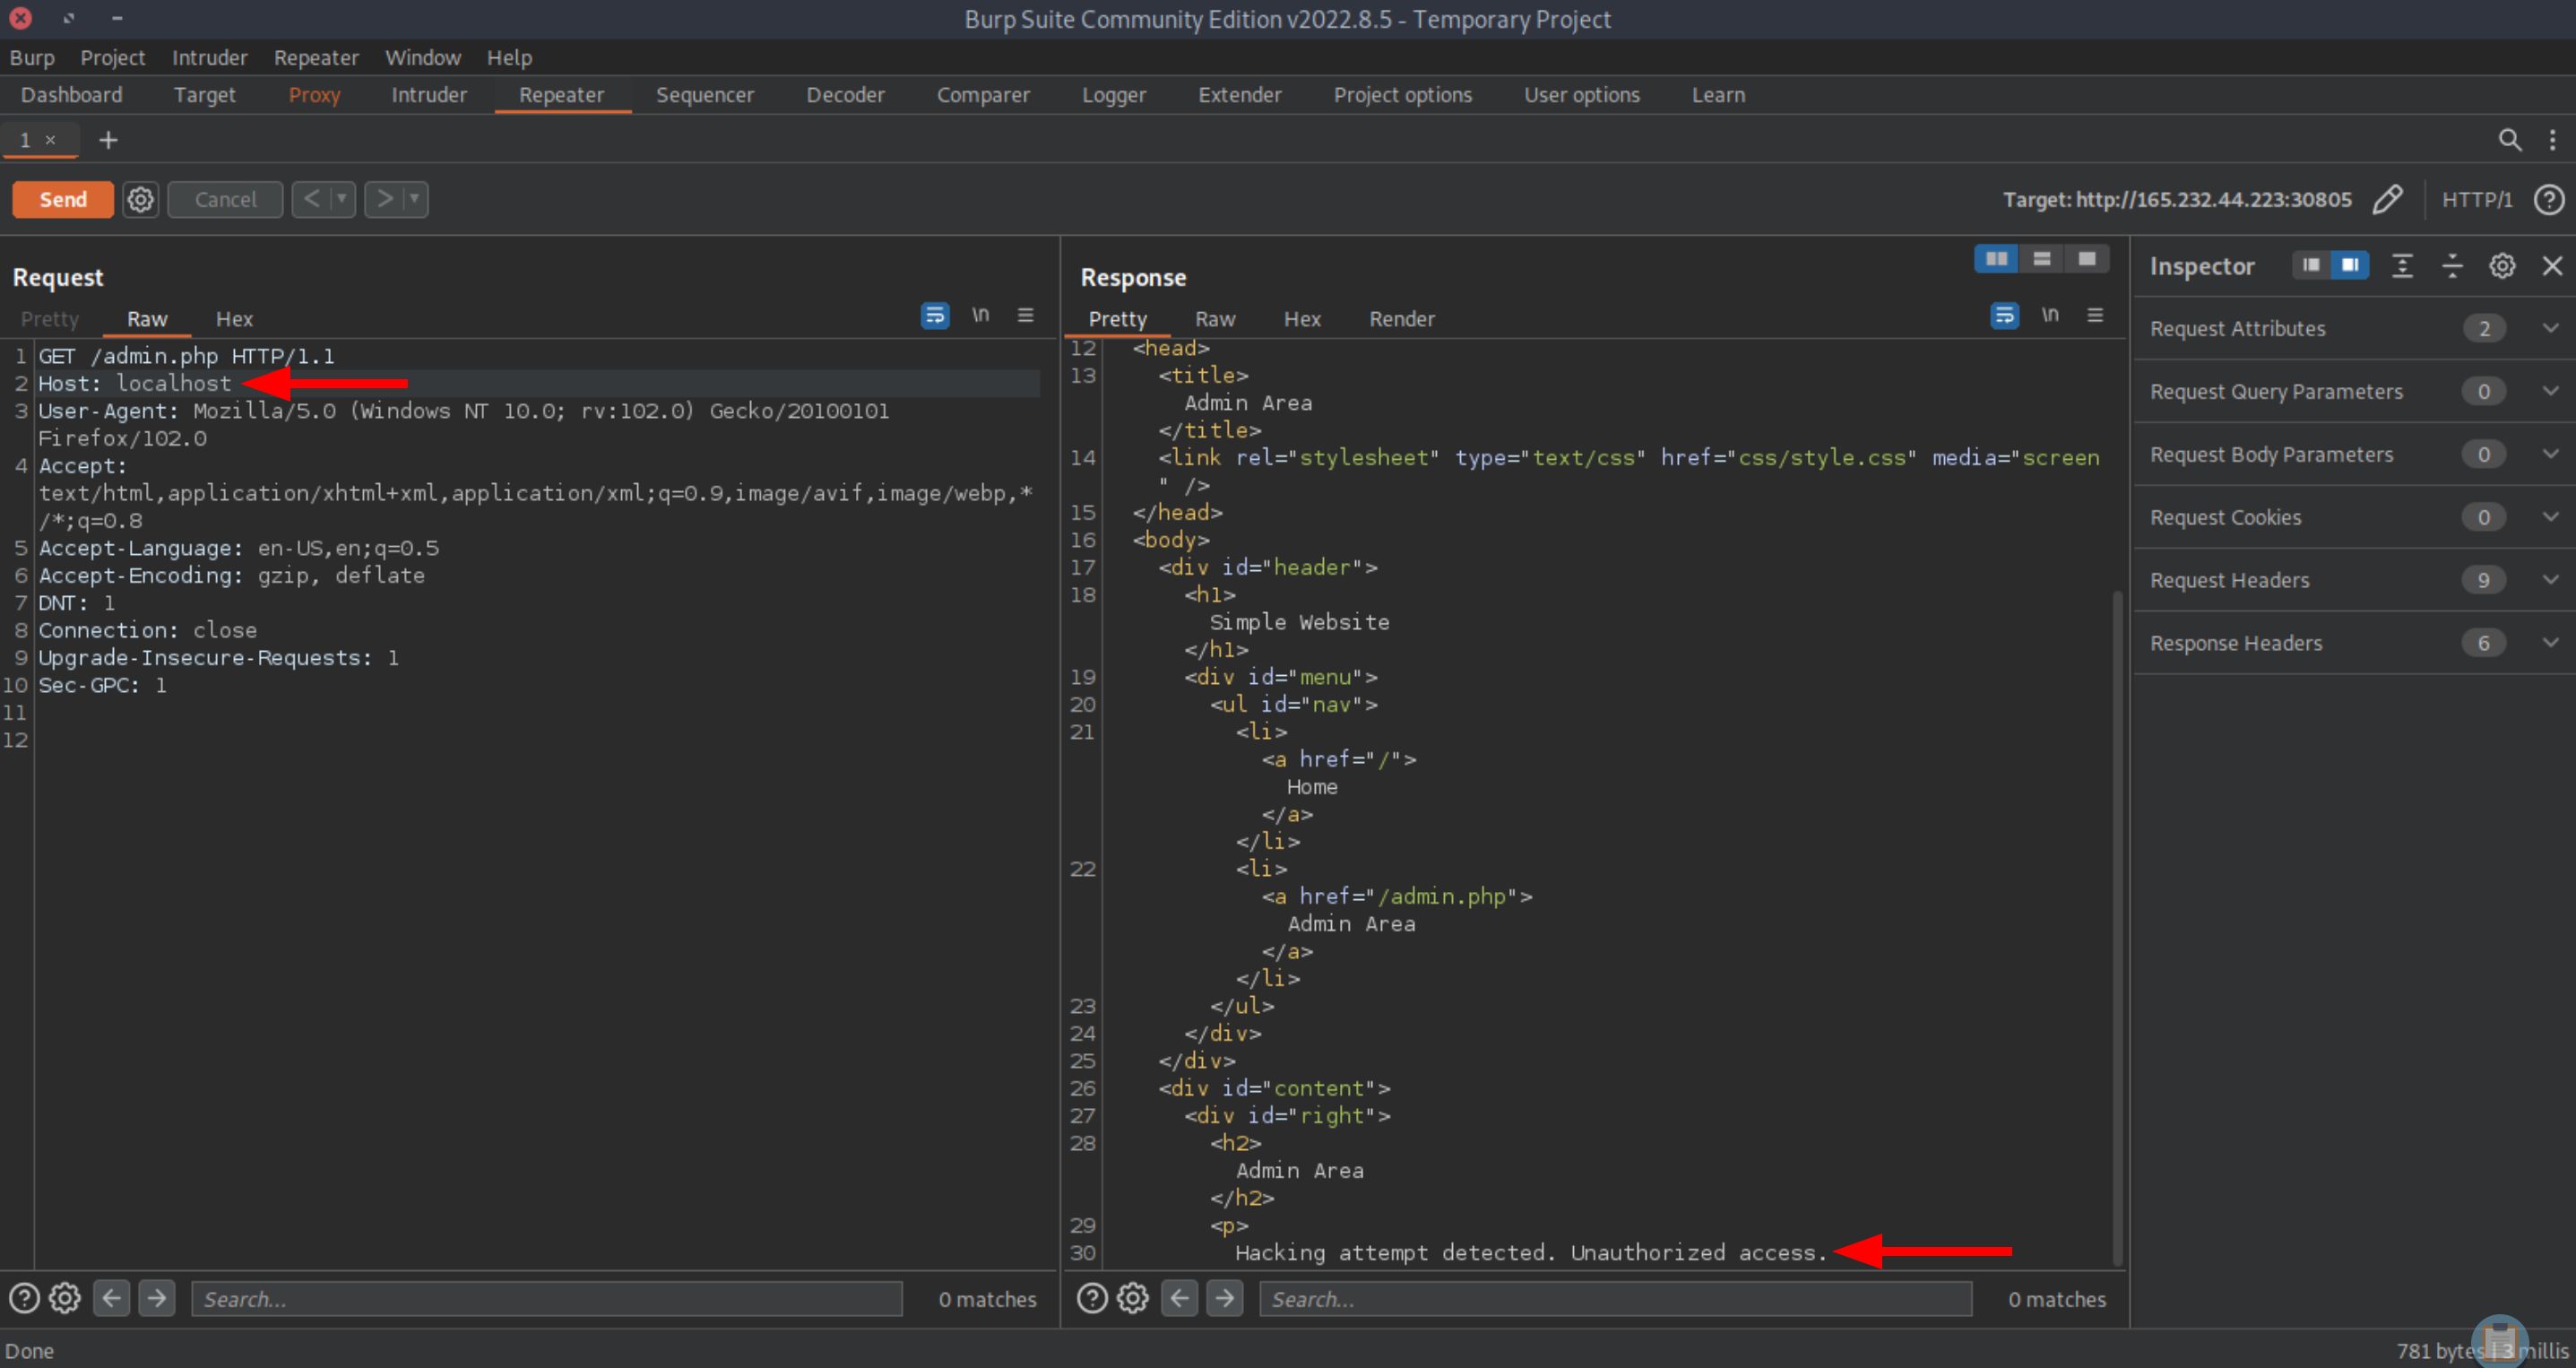 Burp Suite Community Edition v2022.8.5 - Temporary Project
Burp Project Intruder Repeater Window Help
Dashboard Target Proxy Intruder Repeater Sequencer Decoder Comparer Logger Extender Project options User options Learn
1 × +
Send Cancel < > Target: http://165.232.44.223:30805 HTTP/1 ?
Request
Pretty Raw Hex \n
1 GET /admin.php HTTP/1.1
2 Host: localhost
3 User-Agent: Mozilla/5.0 (Windows NT 10.0; rv:102.0) Gecko/20100101
Firefox/102.0
4 Accept:
text/html,application/xhtml+xml,application/xml;q=0.9,image/avif,image/webp,*
/*;q=0.8
5 Accept-Language: en-US,en;q=0.5
6 Accept-Encoding: gzip, deflate
7 DNT: 1
8 Connection: close
9 Upgrade-Insecure-Requests: 1
10 Sec-GPC: 1
11
12
? Search... 0 matches
Response
Pretty Raw Hex Render \n
12 <head>
13 <title>
Admin Area
</title>
14 <link rel="stylesheet" type="text/css" href="css/style.css" media="screen
" />
15 </head>
16 <body>
17 <div id="header">
18 <h1>
Simple Website
</h1>
19 <div id="menu">
20 <ul id="nav">
21 <li>
<a href="/">
Home
</a>
</li>
22 <li>
<a href="/admin.php">
Admin Area
</a>
</li>
23 </ul>
24 </div>
25 </div>
26 <div id="content">
27 <div id="right">
28 <h2>
Admin Area
</h2>
29 <p>
30 Hacking attempt detected. Unauthorized access.
? Search... 0 matches
Inspector
Request Attributes 2
Request Query Parameters 0
Request Body Parameters 0
Request Cookies 0
Request Headers 9
Response Headers 6
Done
781 bytes | 3 millis